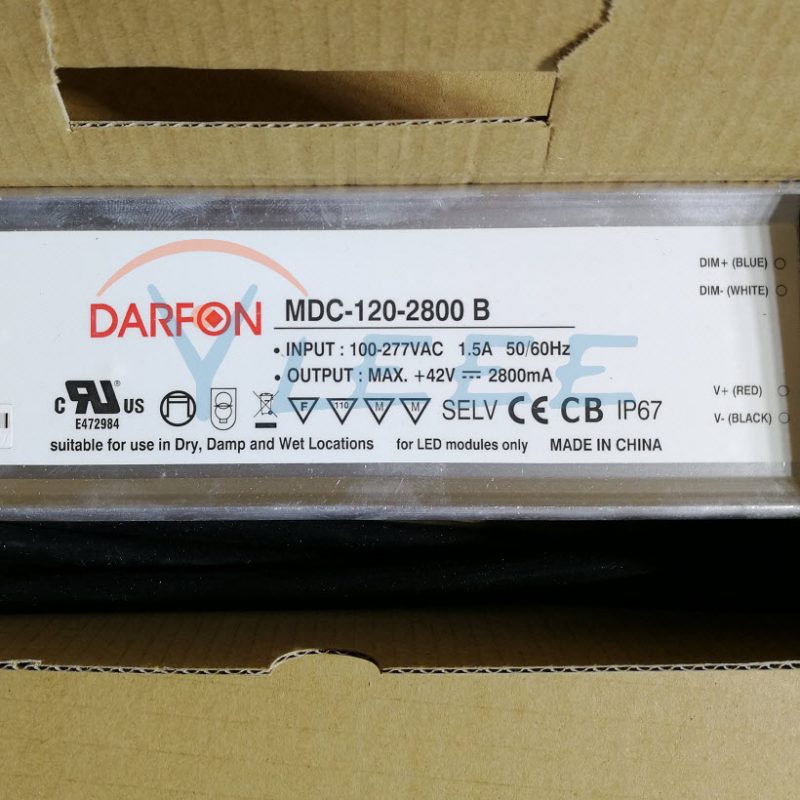 DIM+ (BLUE)
DIM- (WHITE)
DARFON
MDC-120-2800 B
• INPUT : 100-277VAC 1.5A 50/60Hz
• OUTPUT : MAX. +42V ⎓ 2800mA
V+ (RED)
V- (BLACK)
c RU US
E472984
F 110 M M SELV CE CB IP67
suitable for use in Dry, Damp and Wet Locations for LED modules only MADE IN CHINA
YLEEE